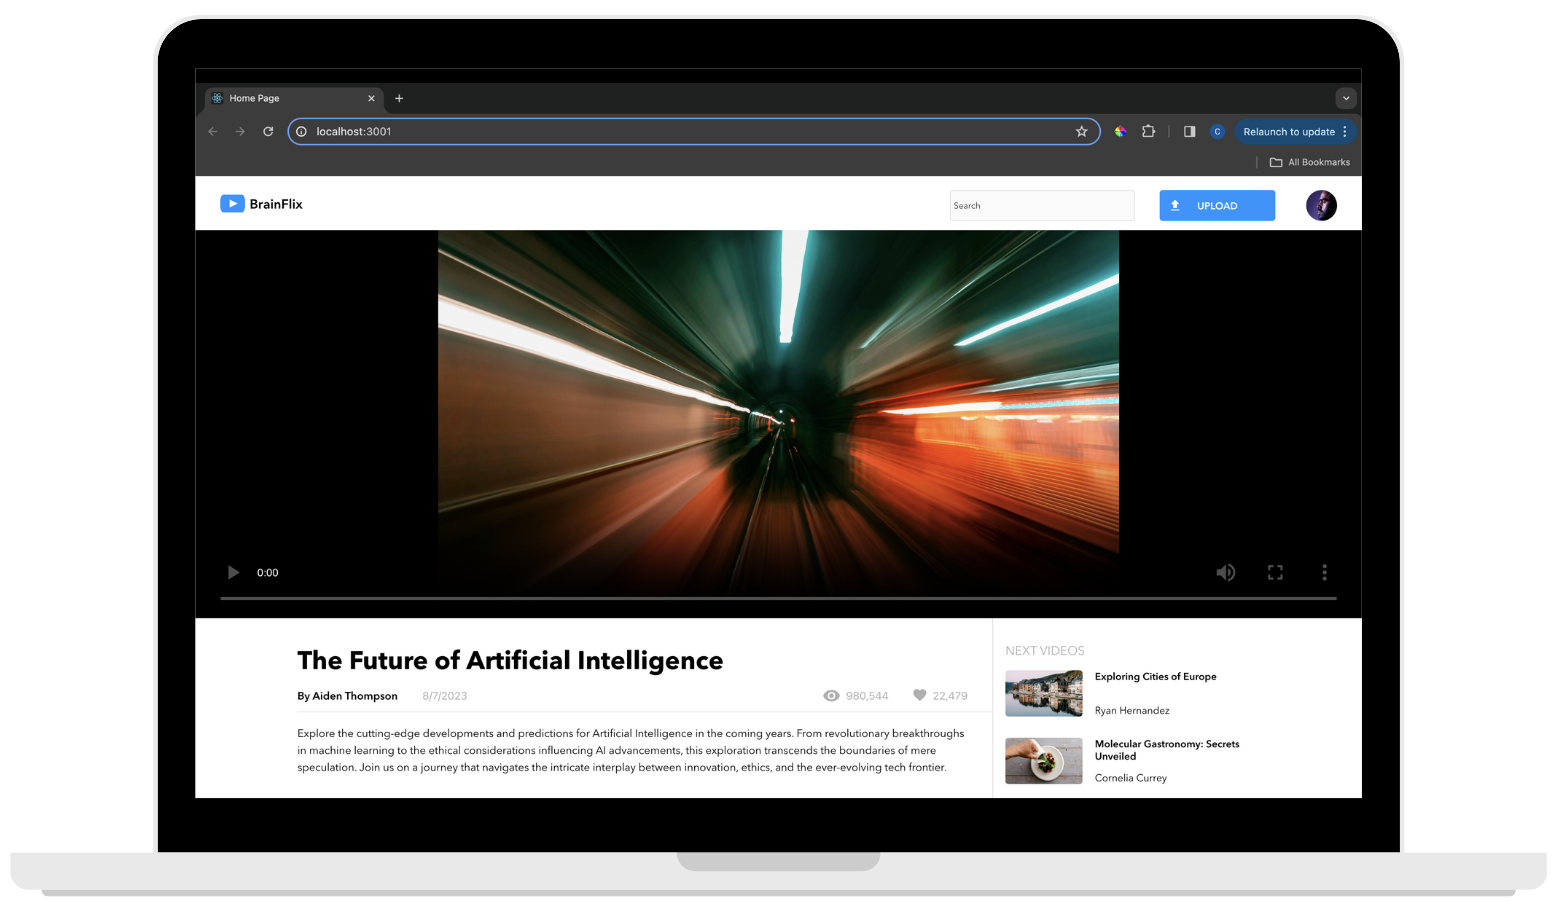 Home Page
localhost:3001
C
Relaunch to update
All Bookmarks
BrainFlix
Search
UPLOAD
0:00
The Future of Artificial Intelligence
By Aiden Thompson 8/7/2023 980,544 22,479
Explore the cutting-edge developments and predictions for Artificial Intelligence in the coming years. From revolutionary breakthroughs
in machine learning to the ethical considerations influencing AI advancements, this exploration transcends the boundaries of mere
speculation. Join us on a journey that navigates the intricate interplay between innovation, ethics, and the ever-evolving tech frontier.
NEXT VIDEOS
Exploring Cities of Europe
Ryan Hernandez
Molecular Gastronomy: Secrets
Unveiled
Cornelia Currey